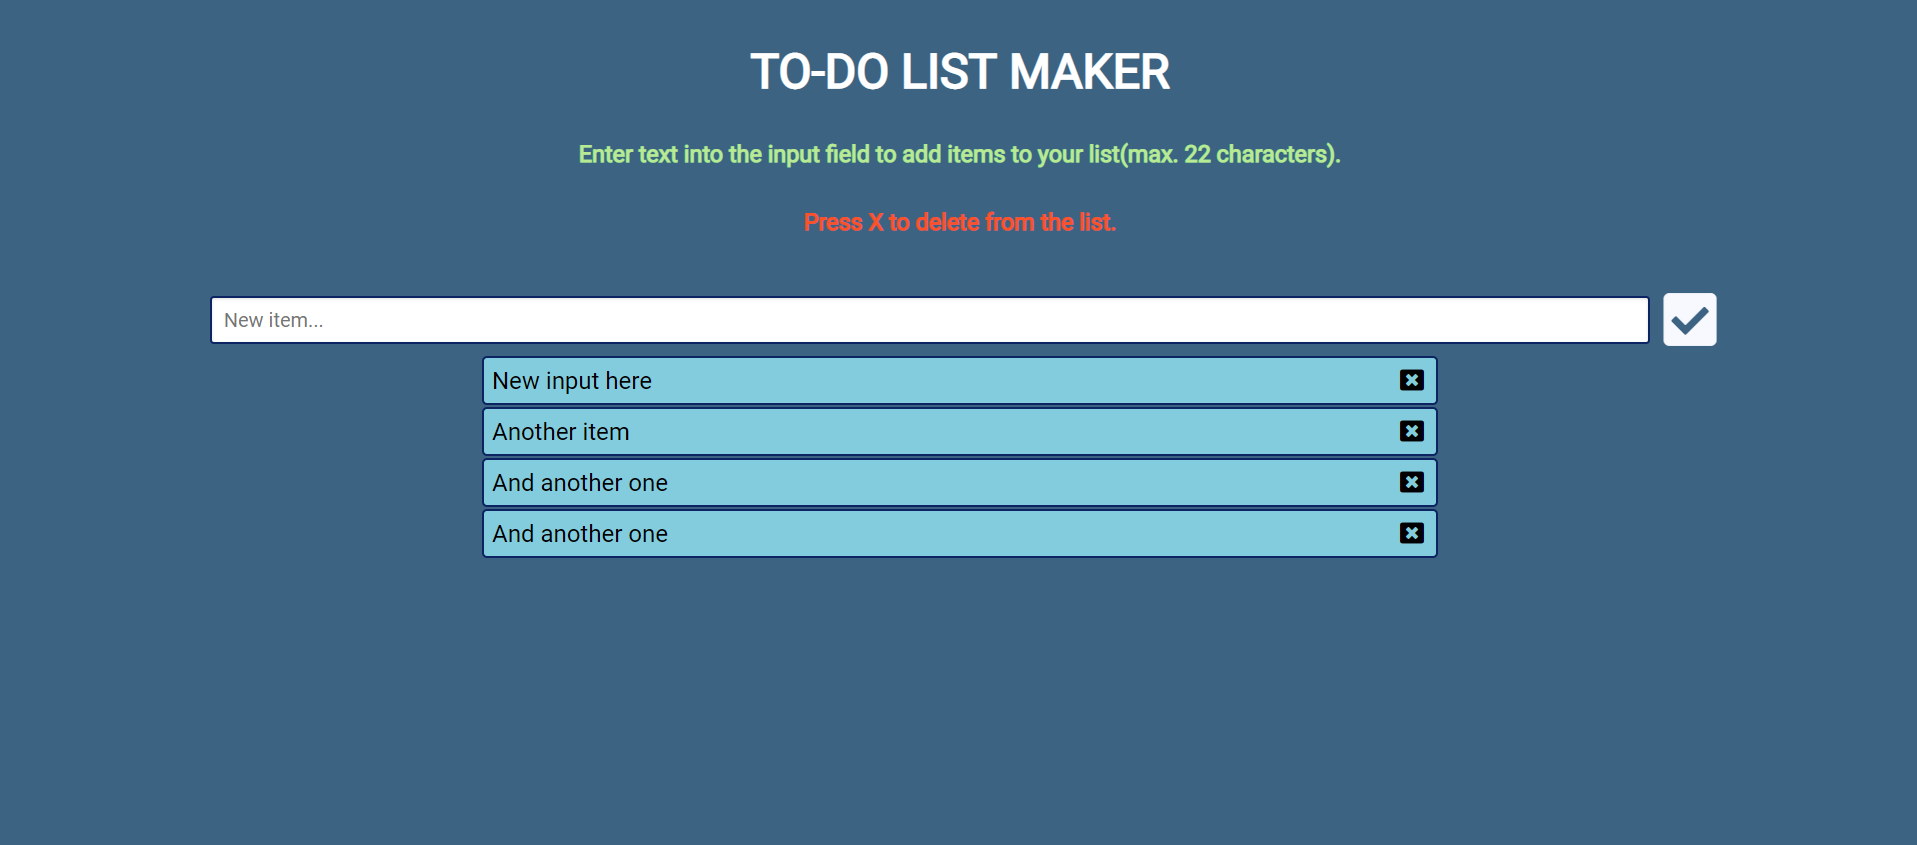 TO-DO LIST MAKER
Enter text into the input field to add items to your list(max. 22 characters).
Press X to delete from the list.
New item...
New input here
Another item
And another one
And another one